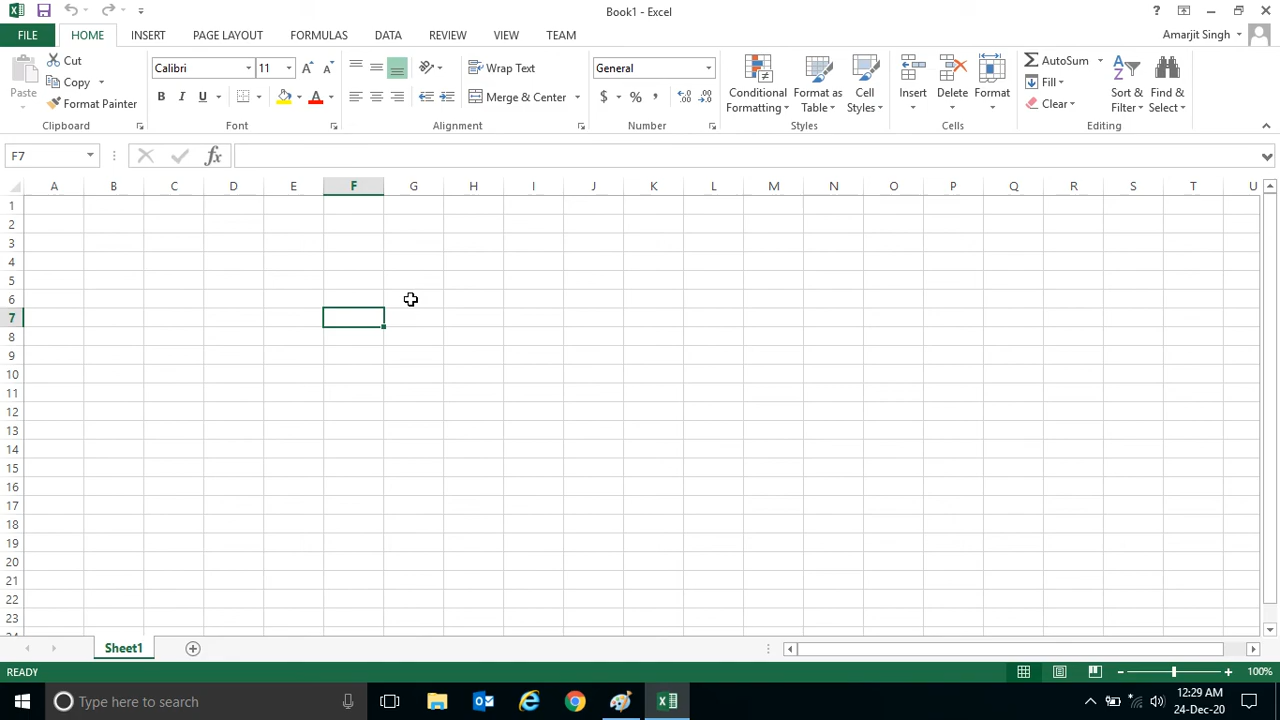 Book1 - Excel
?
FILE HOME INSERT PAGE LAYOUT FORMULAS DATA REVIEW VIEW TEAM
Amarjit Singh
Paste
Cut
Copy
Format Painter
Clipboard
Calibri 11
A A
B I U A
Font
Wrap Text
Merge & Center
Alignment
General
$ % ,
Number
Conditional Formatting
Format as Table
Cell Styles
Styles
Insert
Delete
Format
Cells
AutoSum
Fill
Clear
Sort & Filter
Find & Select
Editing
F7
fx
A B C D E F G H I J K L M N O P Q R S T U
1
2
3
4
5
6
7
8
9
10
11
12
13
14
15
16
17
18
19
20
21
22
23
24
Sheet1
READY
100%
Type here to search
12:29 AM
24-Dec-20